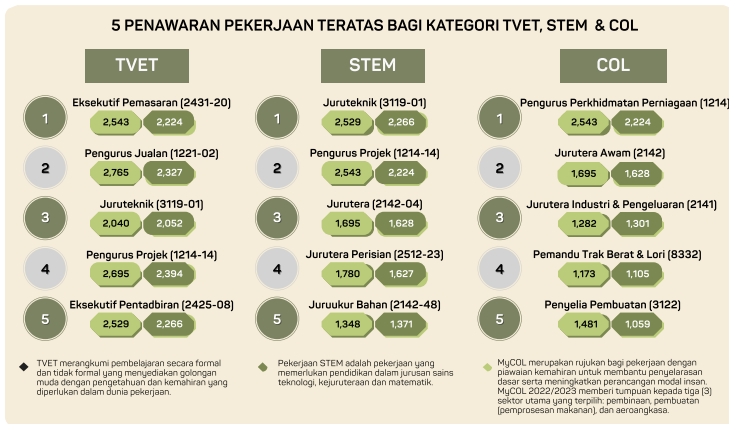 5 PENAWARAN PEKERJAAN TERATAS BAGI KATEGORI TVET, STEM & COL
TVET
1
Eksekutif Pemasaran (2431-20)
2,543 2,224
2
Pengurus Jualan (1221-02)
2,765 2,327
3
Juruteknik (3119-01)
2,040 2,052
4
Pengurus Projek (1214-14)
2,695 2,394
5
Eksekutif Pentadbiran (2425-08)
2,529 2,266
TVET merangkumi pembelajaran secara formal
dan tidak formal yang menyediakan golongan
muda dengan pengetahuan dan kemahiran yang
diperlukan dalam dunia pekerjaan.
STEM
1
Juruteknik (3119-01)
2,529 2,266
2
Pengurus Projek (1214-14)
2,543 2,224
3
Jurutera (2142-04)
1,695 1,628
4
Jurutera Perisian (2512-23)
1,780 1,627
5
Juruukur Bahan (2142-48)
1,348 1,371
Pekerjaan STEM adalah pekerjaan yang
memerlukan pendidikan dalam jurusan sains
teknologi, kejuruteraan dan matematik.
COL
1
Pengurus Perkhidmatan Perniagaan (1214)
2,543 2,224
2
Jurutera Awam (2142)
1,695 1,628
3
Jurutera Industri & Pengeluaran (2141)
1,282 1,301
4
Pemandu Trak Berat & Lori (8332)
1,173 1,105
5
Penyelia Pembuatan (3122)
1,481 1,059
MyCOL merupakan rujukan bagi pekerjaan dengan
piawaian kemahiran untuk membantu penyelarasan
dasar serta meningkatkan perancangan modal insan.
MyCOL 2022/2023 memberi tumpuan kepada tiga (3)
sektor utama yang terpilih: pembinaan, pembuatan
(pemprosesan makanan), dan aeroangkasa.